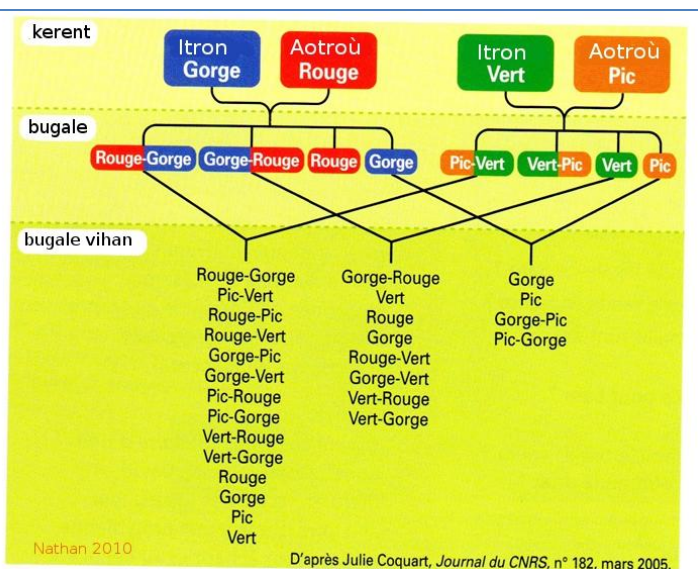 kerent
Itron
Gorge
Aotroù
Rouge
Itron
Vert
Aotroù
Pic
bugale
Rouge-Gorge
Gorge-Rouge
Rouge
Gorge
Pic-Vert
Vert-Pic
Vert
Pic
bugale vihan
Rouge-Gorge
Pic-Vert
Rouge-Pic
Rouge-Vert
Gorge-Pic
Gorge-Vert
Pic-Rouge
Pic-Gorge
Vert-Rouge
Vert-Gorge
Rouge
Gorge
Pic
Vert
Gorge-Rouge
Vert
Rouge
Gorge
Rouge-Vert
Gorge-Vert
Vert-Rouge
Vert-Gorge
Gorge
Pic
Gorge-Pic
Pic-Gorge
Nathan 2010
D'après Julie Coquart, Journal du CNRS, n° 182, mars 2005.